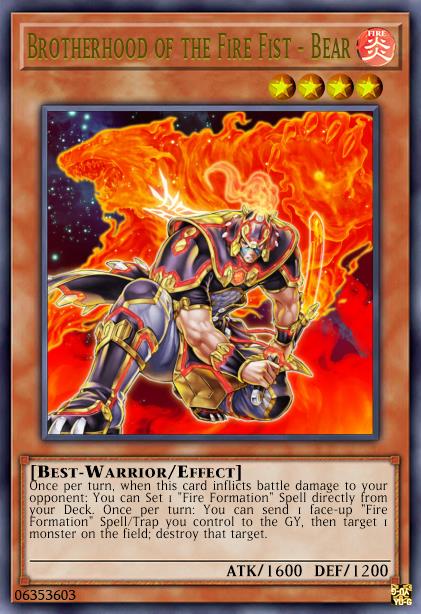 BROTHERHOOD OF THE FIRE FIST - BEAR
FIRE
炎
[BEST-WARRIOR/EFFECT]
Once per turn, when this card inflicts battle damage to your
opponent: You can Set 1 "Fire Formation" Spell directly from
your Deck. Once per turn: You can send 1 face-up "Fire
Formation" Spell/Trap you control to the GY, then target 1
monster on the field; destroy that target.
ATK/1600 DEF/1200
06353603